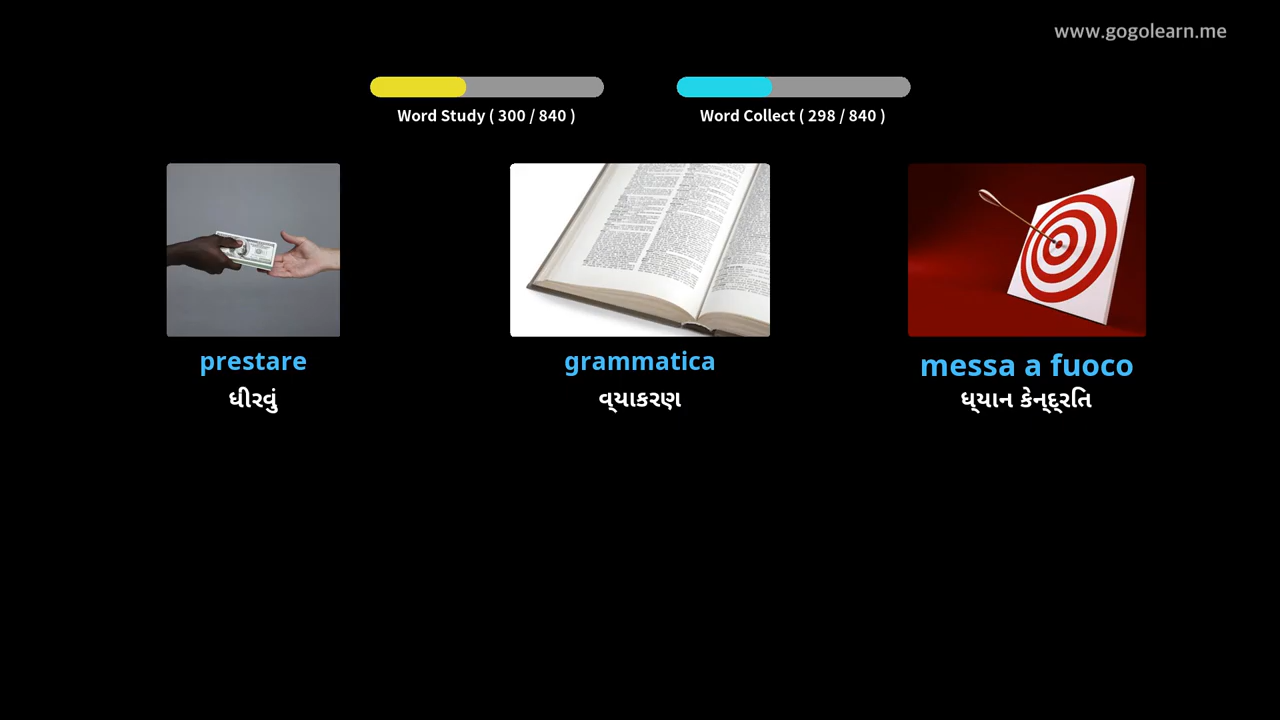 www.gogolearn.me
Word Study ( 300 / 840 )
Word Collect ( 298 / 840 )
prestare
ધીરવું
grammatica
વ્યાકરણ
messa a fuoco
ધ્યાન કેન્દ્રતિ